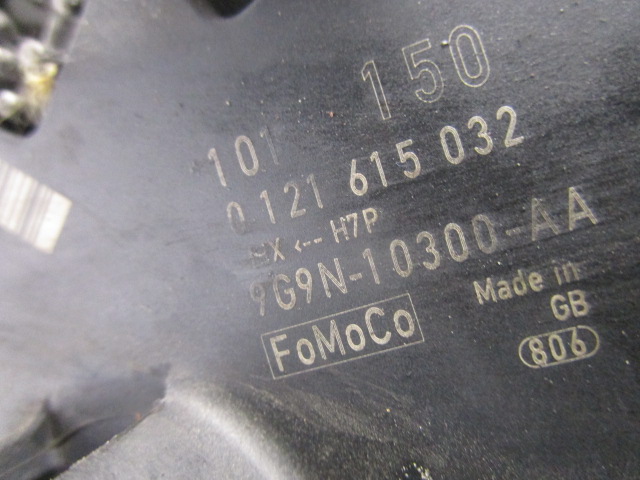 101 150
0 121 615 032
EX <-- H7P
9G9N-10300-AA
Made in
GB
FoMoCo
806